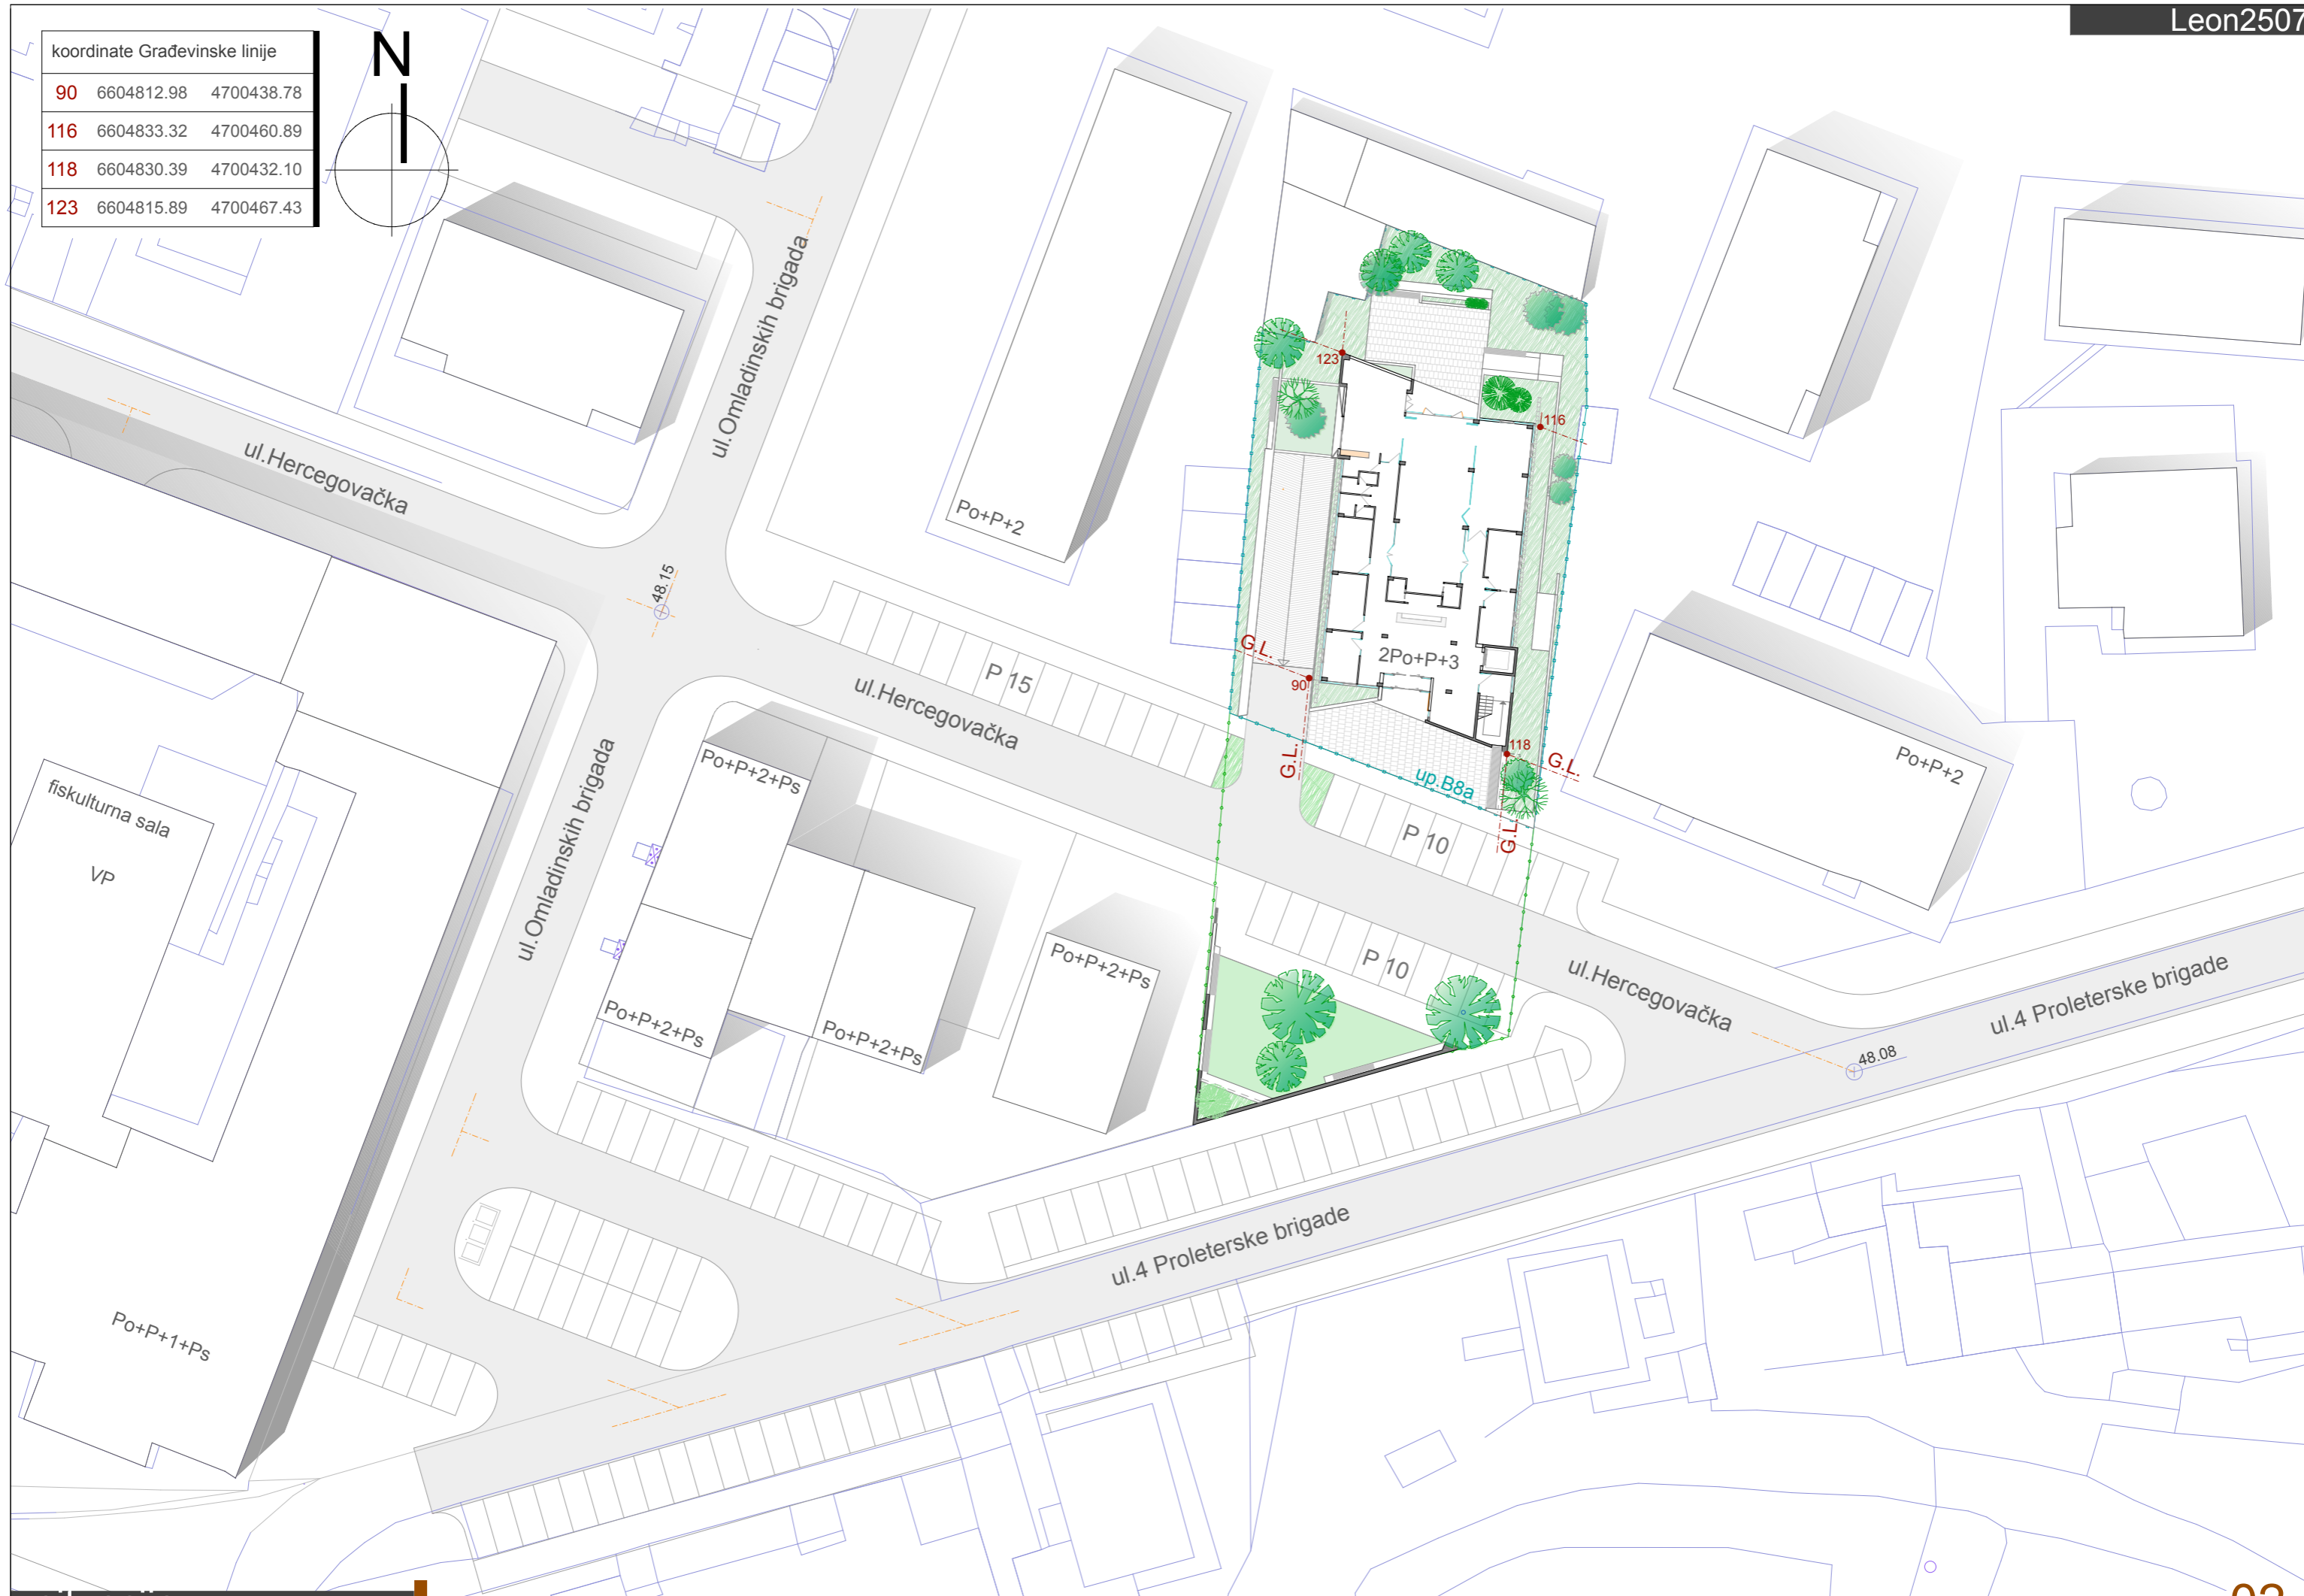 Leon2507
koordinate Građevinske linije
90 6604812.98 4700438.78
116 6604833.32 4700460.89
118 6604830.39 4700432.10
123 6604815.89 4700467.43
N
ul.Omladinskih brigada
ul.Hercegovačka
Po+P+2
123
116
48.15
G.L.
2Po+P+3
90
P 15
ul.Hercegovačka
118
G.L.
G.L.
up.B8a
G.L.
Po+P+2
P 10
Po+P+2+Ps
fiskulturna sala
VP
ul.Omladinskih brigada
P 10
Po+P+2+Ps
ul.Hercegovačka
ul.4 Proleterske brigade
Po+P+2+Ps
Po+P+2+Ps
48.08
ul.4 Proleterske brigade
Po+P+1+Ps